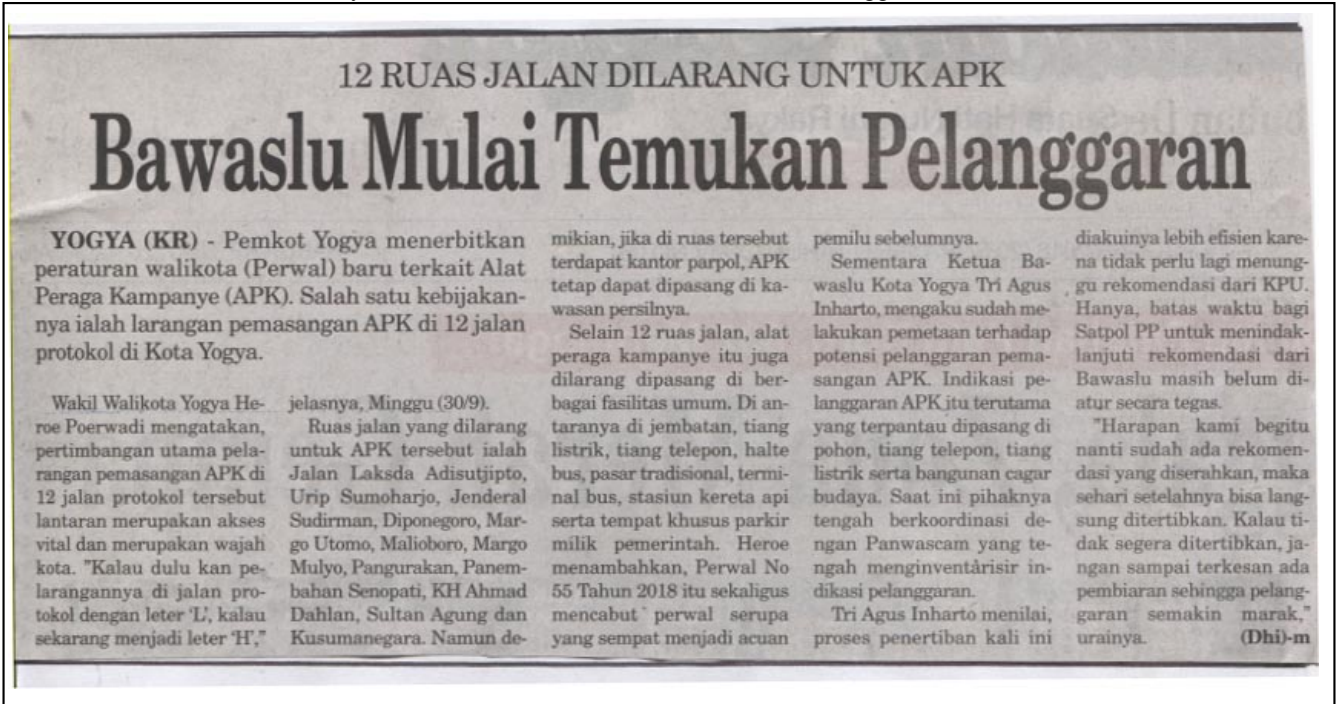 12 RUAS JALAN DILARANG UNTUK APK
Bawaslu Mulai Temukan Pelanggaran
YOGYA (KR) - Pemkot Yogya menerbitkan
peraturan walikota (Perwal) baru terkait Alat
Peraga Kampanye (APK). Salah satu kebijakan-
nya ialah larangan pemasangan APK di 12 jalan
protokol di Kota Yogya.
Wakil Walikota Yogya He-
roe Poerwadi mengatakan,
pertimbangan utama pela-
rangan pemasangan APK di
12 jalan protokol tersebut
lantaran merupakan akses
vital dan merupakan wajah
kota. "Kalau dulu kan pe-
larangannya di jalan pro-
tokol dengan leter 'L', kalau
sekarang menjadi leter 'H',"
jelasnya, Minggu (30/9).
Ruas jalan yang dilarang
untuk APK tersebut ialah
Jalan Laksda Adisutjipto,
Urip Sumoharjo, Jenderal
Sudirman, Diponegoro, Mar-
go Utomo, Malioboro, Margo
Mulyo, Pangurakan, Panem-
bahan Senopati, KH Ahmad
Dahlan, Sultan Agung dan
Kusumanegara. Namun de-
mikian, jika di ruas tersebut
terdapat kantor parpol, APK
tetap dapat dipasang di ka-
wasan persilnya.
Selain 12 ruas jalan, alat
peraga kampanye itu juga
dilarang dipasang di ber-
bagai fasilitas umum. Di an-
taranya di jembatan, tiang
listrik, tiang telepon, halte
bus, pasar tradisional, termi-
nal bus, stasiun kereta api
serta tempat khusus parkir
milik pemerintah. Heroe
menambahkan, Perwal No
55 Tahun 2018 itu sekaligus
mencabut perwal serupa
yang sempat menjadi acuan
pemilu sebelumnya.
Sementara Ketua Ba-
waslu Kota Yogya Tri Agus
Inharto, mengaku sudah me-
lakukan pemetaan terhadap
potensi pelanggaran pema-
sangan APK. Indikasi pe-
langgaran APK itu terutama
yang terpantau dipasang di
pohon, tiang telepon, tiang
listrik serta bangunan cagar
budaya. Saat ini pihaknya
tengah berkoordinasi de-
ngan Panwascam yang te-
ngah menginventarisir in-
dikasi pelanggaran.
Tri Agus Inharto menilai,
proses penertiban kali ini
diakuinya lebih efisien kare-
na tidak perlu lagi menung-
gu rekomendasi dari KPU.
Hanya, batas waktu bagi
Satpol PP untuk menindak-
lanjuti rekomendasi dari
Bawaslu masih belum di-
atur secara tegas.
"Harapan kami begitu
nanti sudah ada rekomen-
dasi yang diserahkan, maka
sehari setelahnya bisa lang-
sung ditertibkan. Kalau ti-
dak segera ditertibkan, ja-
ngan sampai terkesan ada
pembiaran sehingga pelang-
garan semakin marak,"
urainya. (Dhi)-m